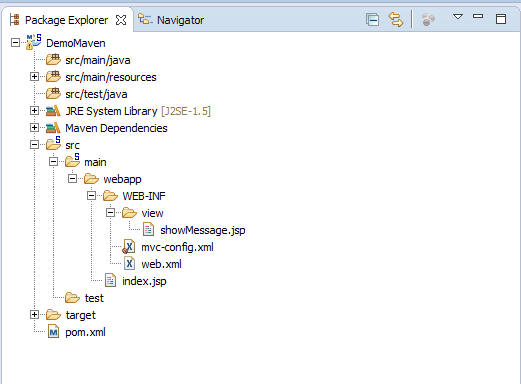 Package Explorer Navigator
DemoMaven
src/main/java
src/main/resources
src/test/java
JRE System Library [J2SE-1.5]
Maven Dependencies
src
main
webapp
WEB-INF
view
showMessage.jsp
mvc-config.xml
web.xml
index.jsp
test
target
pom.xml